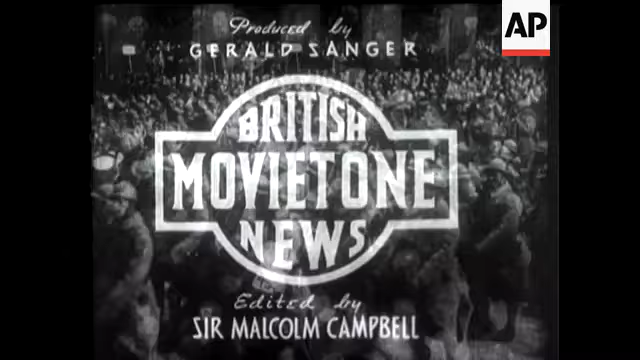 AP
Produced by
GERALD SANGER
BRITISH
MOVIETONE
NEWS
Edited by
SIR MALCOLM CAMPBELL